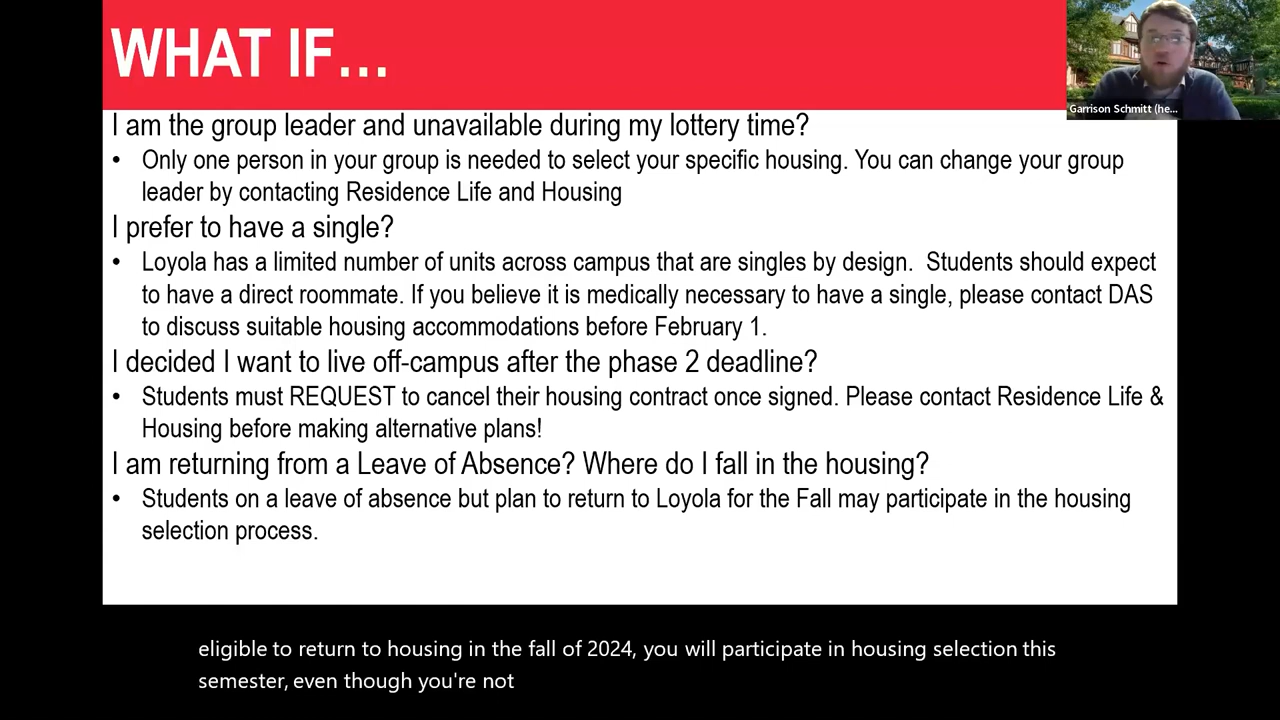 WHAT IF...
Garrison Schmitt (he...
I am the group leader and unavailable during my lottery time?
• Only one person in your group is needed to select your specific housing. You can change your group
leader by contacting Residence Life and Housing
I prefer to have a single?
• Loyola has a limited number of units across campus that are singles by design.  Students should expect
to have a direct roommate. If you believe it is medically necessary to have a single, please contact DAS
to discuss suitable housing accommodations before February 1.
I decided I want to live off-campus after the phase 2 deadline?
• Students must REQUEST to cancel their housing contract once signed. Please contact Residence Life &
Housing before making alternative plans!
I am returning from a Leave of Absence? Where do I fall in the housing?
• Students on a leave of absence but plan to return to Loyola for the Fall may participate in the housing
selection process.
eligible to return to housing in the fall of 2024, you will participate in housing selection this
semester, even though you're not